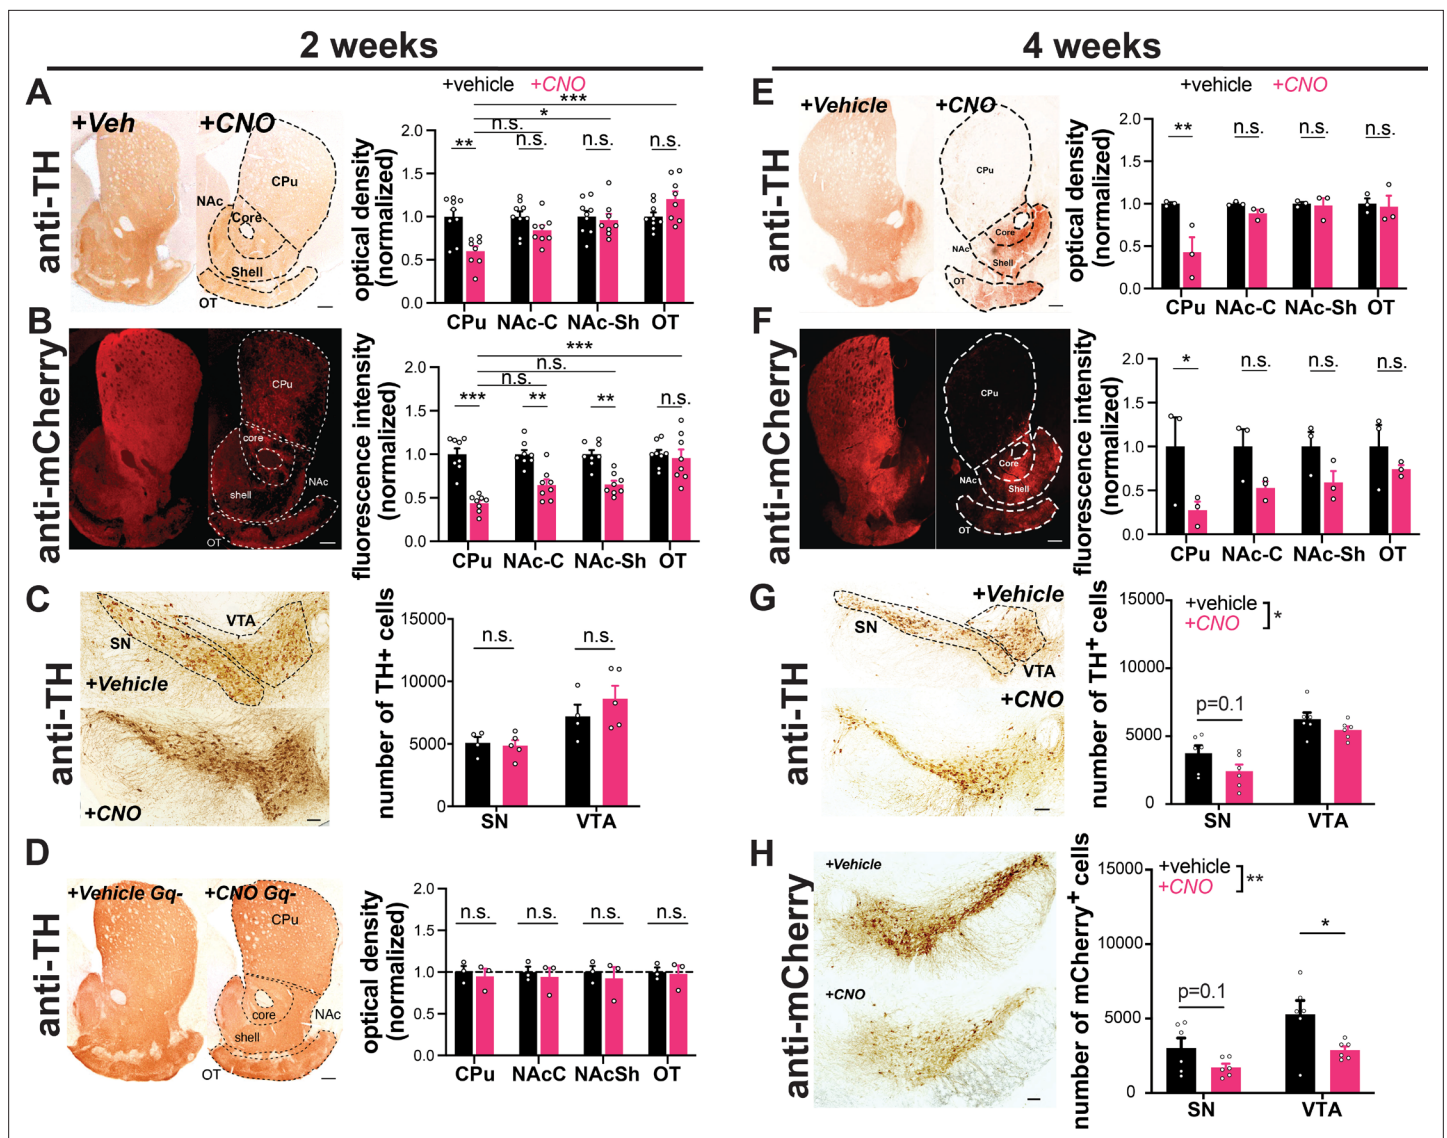 2 weeks
4 weeks
A
+vehicle +CNO
anti-TH
+Veh
+CNO
CPu
NAc
Core
Shell
OT
optical density
(normalized)
***
*
n.s.
** n.s. n.s. n.s.
2.0
1.5
1.0
0.5
0.0
CPu NAc-C NAc-Sh OT
B
anti-mCherry
CPu
core
shell
NAc
OT
fluorescence intensity
(normalized)
***
n.s.
n.s.
*** ** ** n.s.
2.0
1.5
1.0
0.5
0.0
CPu NAc-C NAc-Sh OT
C
anti-TH
VTA
SN
+Vehicle
+CNO
number of TH+ cells
n.s. n.s.
15000
10000
5000
0
SN VTA
D
anti-TH
+Vehicle Gq-
+CNO Gq-
CPu
core
NAc
shell
OT
optical density
(normalized)
n.s. n.s. n.s. n.s.
2.0
1.5
1.0
0.5
0.0
CPu NAcC NAcSh OT
E
+vehicle +CNO
anti-TH
+Vehicle
+CNO
CPu
Core
NAc
Shell
OT
optical density
(normalized)
** n.s. n.s. n.s.
2.0
1.5
1.0
0.5
0.0
CPu NAc-C NAc-Sh OT
F
anti-mCherry
CPu
Core
NAc
Shell
OT
fluorescence intensity
(normalized)
* n.s. n.s. n.s.
2.0
1.5
1.0
0.5
0.0
CPu NAc-C NAc-Sh OT
G
anti-TH
+Vehicle
SN
VTA
+CNO
number of TH+ cells
+vehicle
+CNO
*
p=0.1
15000
10000
5000
0
SN VTA
H
anti-mCherry
+Vehicle
+CNO
number of mCherry+ cells
+vehicle
+CNO
**
*
p=0.1
15000
10000
5000
0
SN VTA